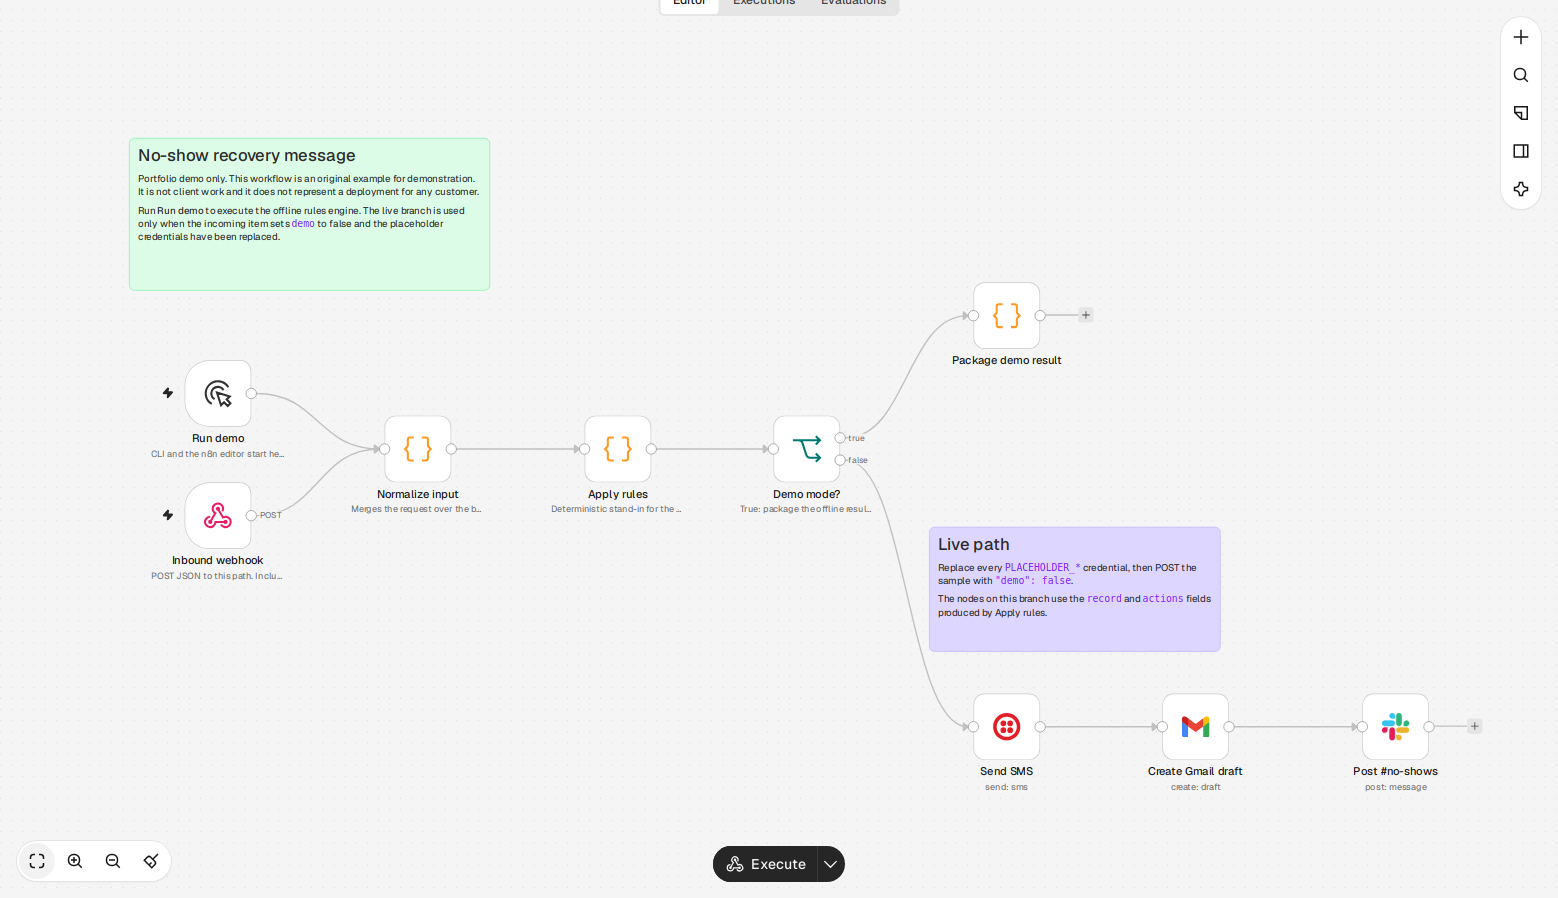 Editor
Executions
Evaluations
No-show recovery message
Portfolio demo only. This workflow is an original example for demonstration.
It is not client work and it does not represent a deployment for any customer.
Run Run demo to execute the offline rules engine. The live branch is used
only when the incoming item sets demo to false and the placeholder
credentials have been replaced.
Package demo result
Run demo
CLI and the n8n editor start he...
POST
Inbound webhook
POST JSON to this path. Inclu...
Normalize input
Merges the request over the b...
Apply rules
Deterministic stand-in for the ...
true
false
Demo mode?
True: package the offline resul...
Live path
Replace every PLACEHOLDER_* credential, then POST the
sample with "demo": false.
The nodes on this branch use the record and actions fields
produced by Apply rules.
Send SMS
send: sms
Create Gmail draft
create: draft
Post #no-shows
post: message
Execute